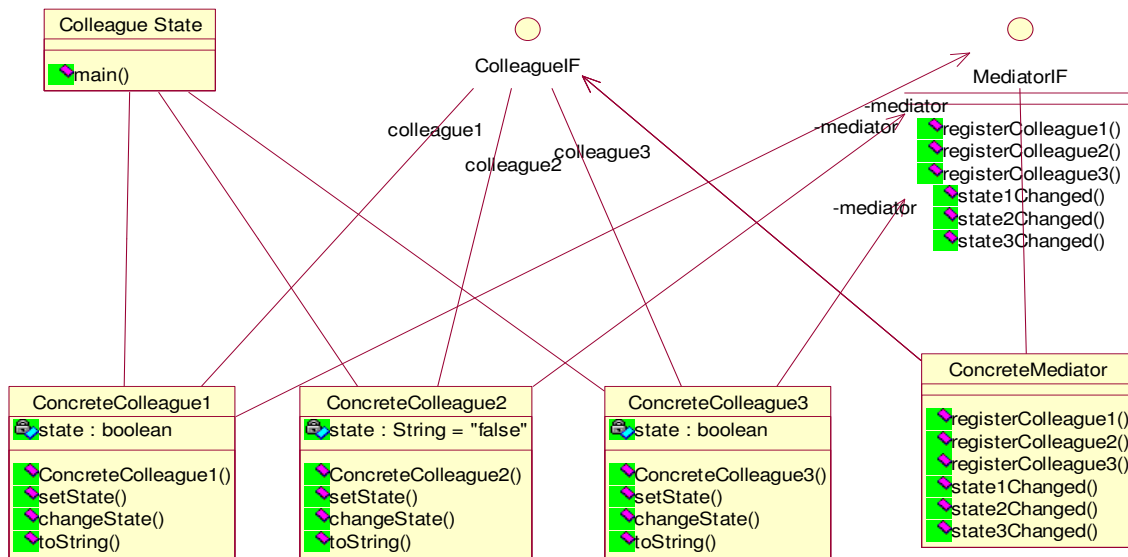 Colleague State
main()
ColleagueIF
MediatorIF
colleague1
colleague2
colleague3
-mediator
-mediator
-mediator
registerColleague1()
registerColleague2()
registerColleague3()
state1Changed()
state2Changed()
state3Changed()
ConcreteColleague1
state : boolean
ConcreteColleague1()
setState()
changeState()
toString()
ConcreteColleague2
state : String = "false"
ConcreteColleague2()
setState()
changeState()
toString()
ConcreteColleague3
state : boolean
ConcreteColleague3()
setState()
changeState()
toString()
ConcreteMediator
registerColleague1()
registerColleague2()
registerColleague3()
state1Changed()
state2Changed()
state3Changed()